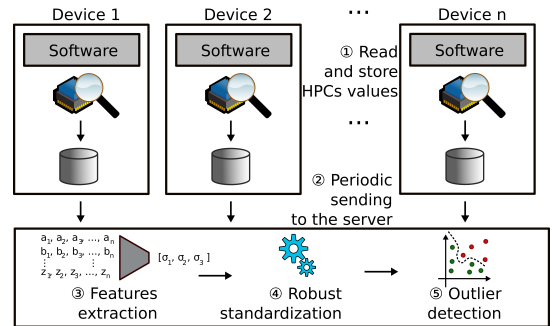 Device 1
Device 2
...
Device n
Software
Software
Software
① Read
and store
HPCs values
...
② Periodic
sending
to the server
a1, a2, a3, ..., an
b1, b2, b3, ..., bn
⋮ ⋮
z1, z2, z3, ..., zn
[σ1, σ2, σ3 ]
③ Features
extraction
④ Robust
standardization
⑤ Outlier
detection